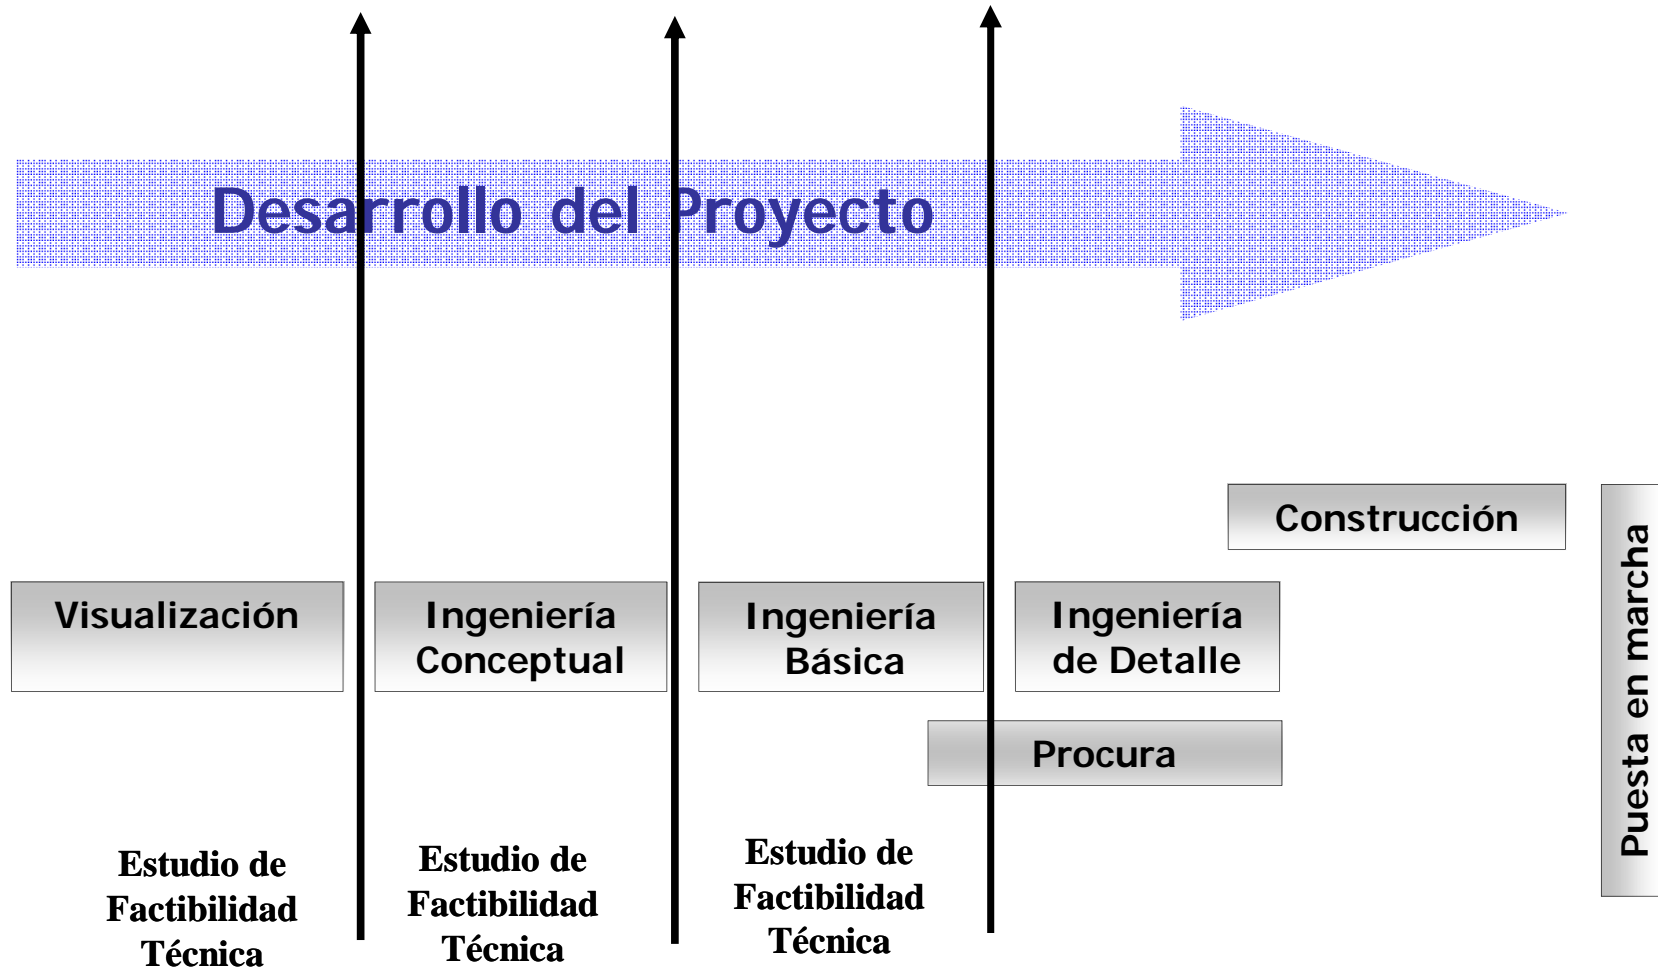 Desarrollo del Proyecto
Construcción
Visualización
Ingeniería
Conceptual
Ingeniería
Básica
Ingeniería
de Detalle
Procura
Puesta en marcha
Estudio de
Factibilidad
Técnica
Estudio de
Factibilidad
Técnica
Estudio de
Factibilidad
Técnica